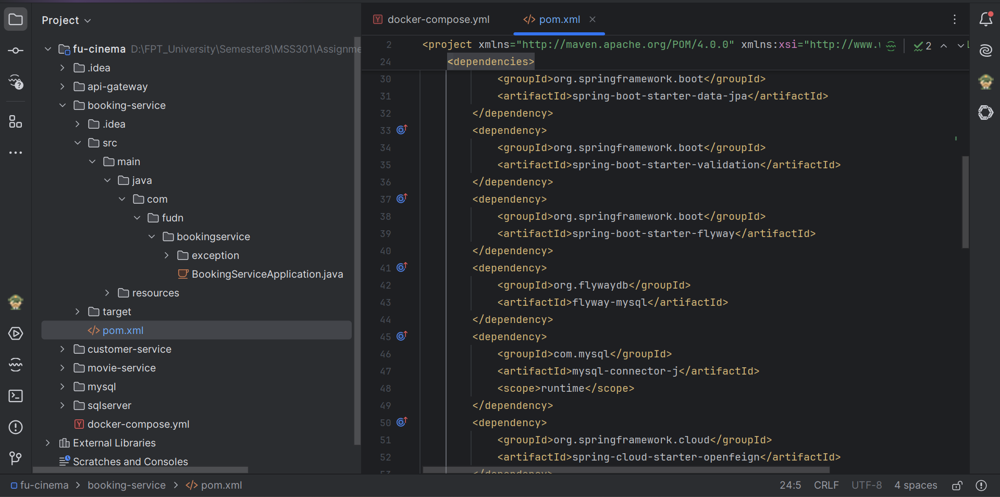 Project
fu-cinema D:\FPT_University\Semester8\MSS301\Assignme
.idea
api-gateway
booking-service
.idea
src
main
java
com
fudn
bookingservice
exception
BookingServiceApplication.java
resources
target
pom.xml
customer-service
movie-service
mysql
sqlserver
docker-compose.yml
External Libraries
Scratches and Consoles
docker-compose.yml
pom.xml
2 <project xmlns="http://maven.apache.org/POM/4.0.0" xmlns:xsi="http://www. 2
24 <dependencies>
30 <groupId>org.springframework.boot</groupId>
31 <artifactId>spring-boot-starter-data-jpa</artifactId>
32 </dependency>
33 <dependency>
34 <groupId>org.springframework.boot</groupId>
35 <artifactId>spring-boot-starter-validation</artifactId>
36 </dependency>
37 <dependency>
38 <groupId>org.springframework.boot</groupId>
39 <artifactId>spring-boot-starter-flyway</artifactId>
40 </dependency>
41 <dependency>
42 <groupId>org.flywaydb</groupId>
43 <artifactId>flyway-mysql</artifactId>
44 </dependency>
45 <dependency>
46 <groupId>com.mysql</groupId>
47 <artifactId>mysql-connector-j</artifactId>
48 <scope>runtime</scope>
49 </dependency>
50 <dependency>
51 <groupId>org.springframework.cloud</groupId>
52 <artifactId>spring-cloud-starter-openfeign</artifactId>
53 </dependency>
fu-cinema > booking-service > pom.xml
24:5 CRLF UTF-8 4 spaces